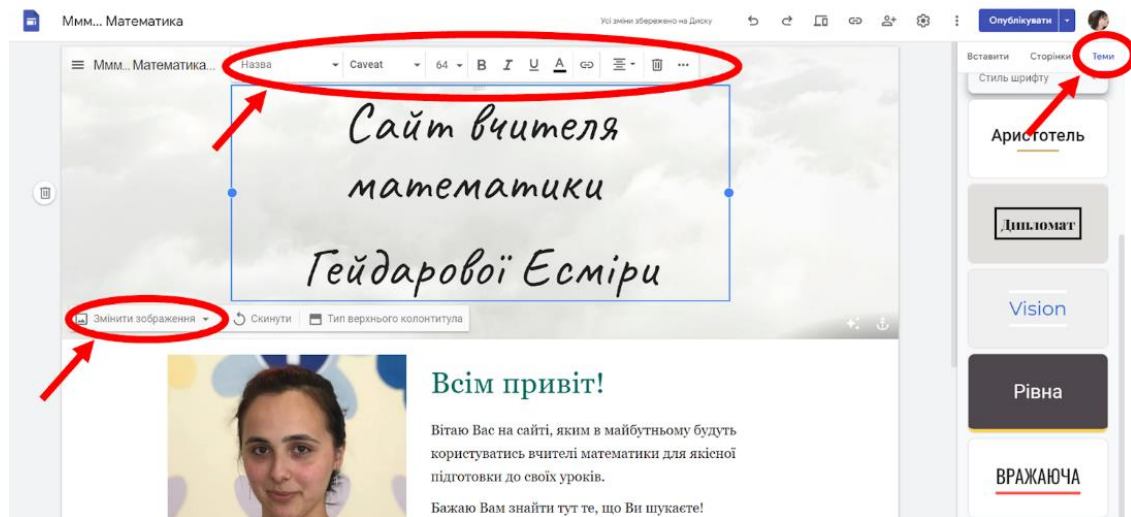 Ммм... Математика
Усі зміни збережено на Диску
Опублікувати
Ммм... Математика...
Назва
Caveat
64
B I U A
Вставити Сторінки Теми
Стиль шрифту
Сайт вчителя
математики
Гейдарової Есміри
Змінити зображення
Скинути
Тип верхнього колонтитула
Всім привіт!
Вітаю Вас на сайті, яким в майбутньому будуть
користуватись вчителі математики для якісної
підготовки до своїх уроків.
Бажаю Вам знайти тут те, що Ви шукаєте!
Аристотель
Дипломат
Vision
Рівна
ВРАЖАЮЧА